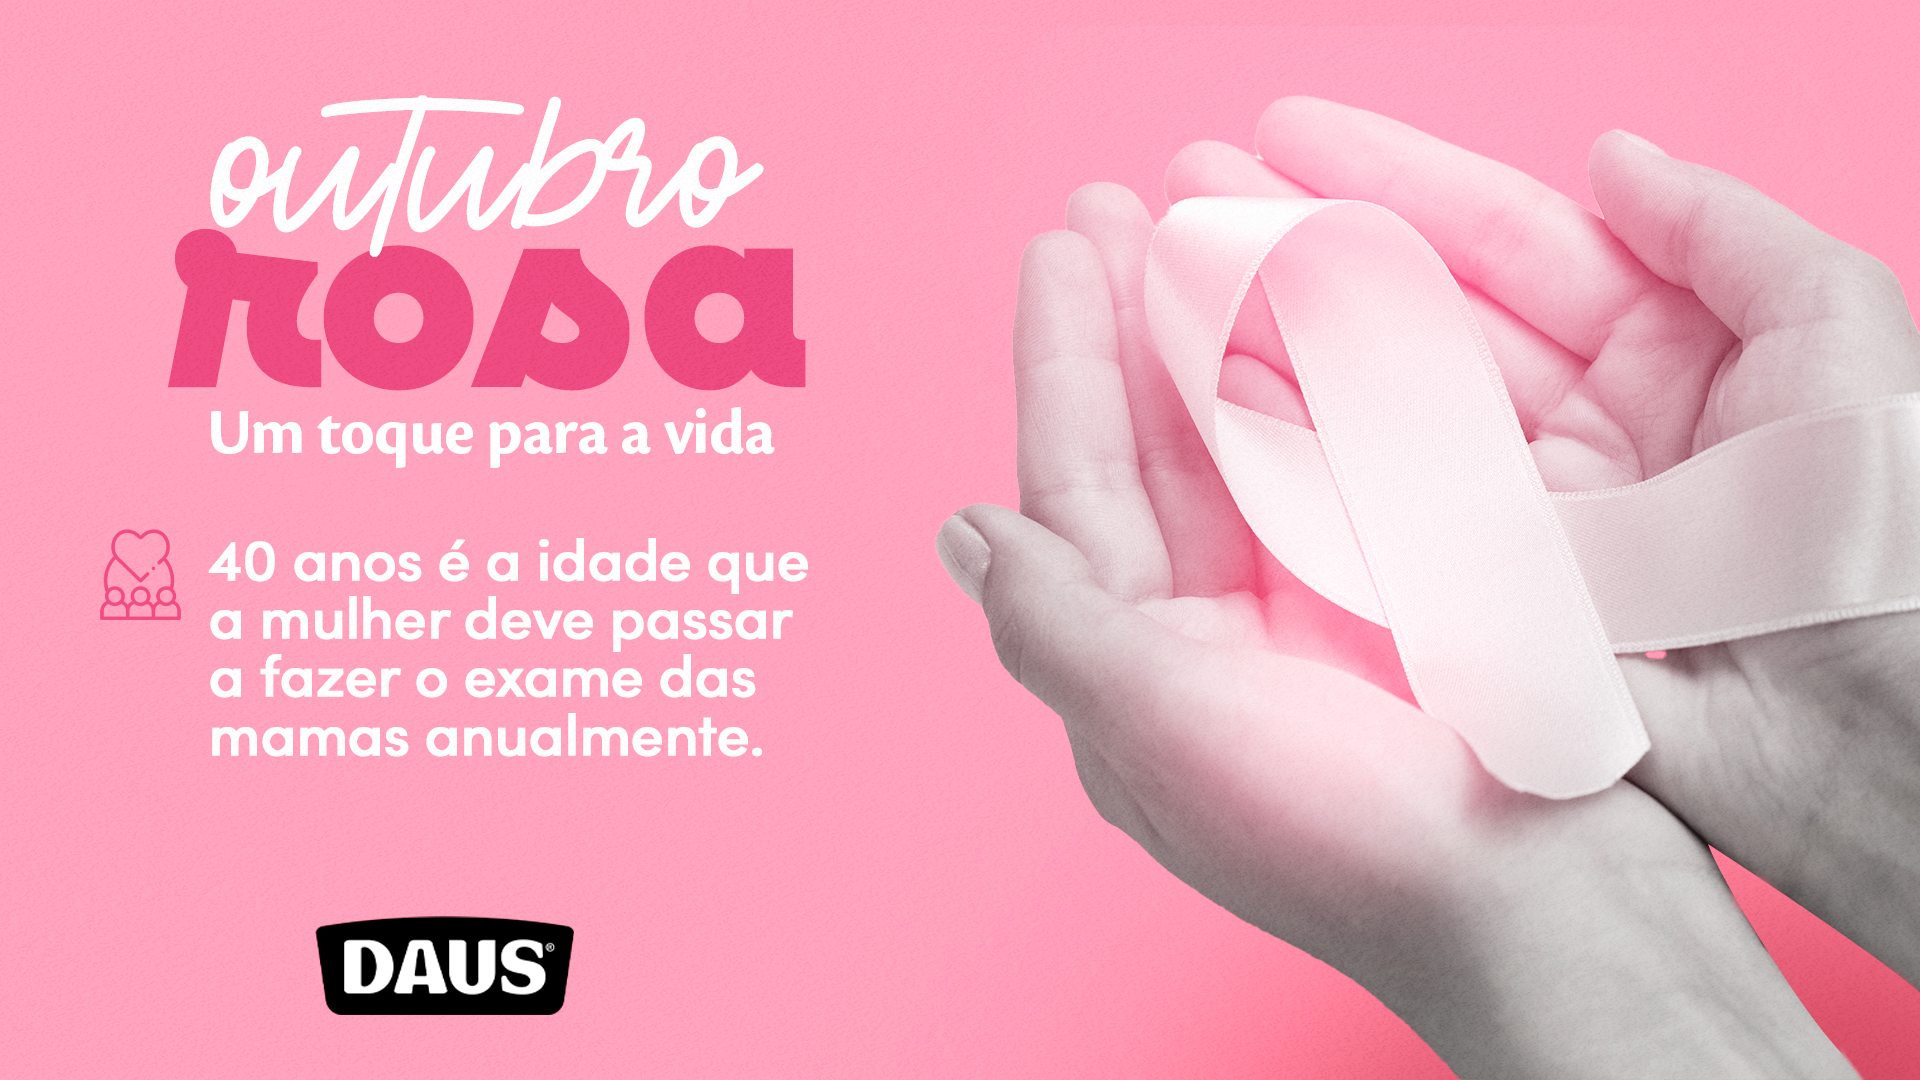 outubro
rosa
Um toque para a vida
40 anos é a idade que
a mulher deve passar
a fazer o exame das
mamas anualmente.
DAUS®